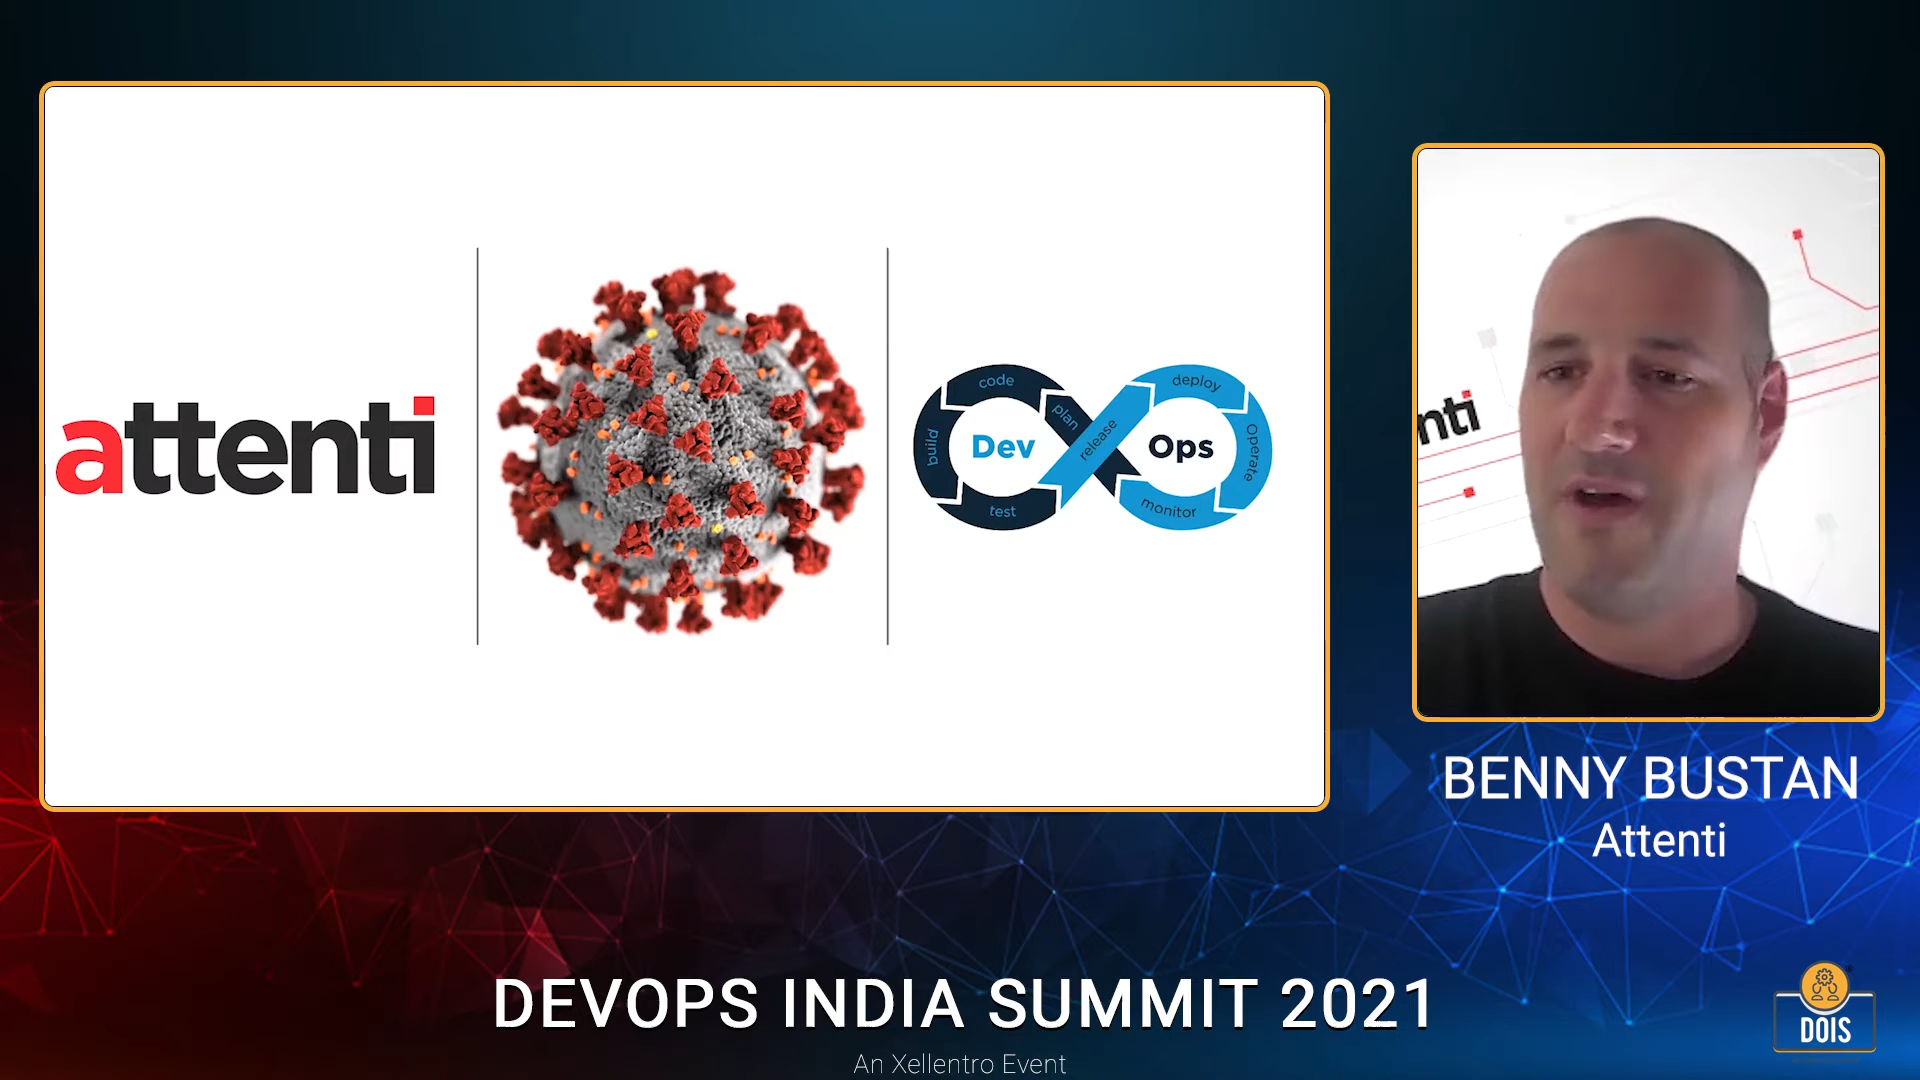 attenti
code
plan
build
Dev
test
release
deploy
Ops
Operate
monitor
nti
BENNY BUSTAN
Attenti
DEVOPS INDIA SUMMIT 2021
An Xellentro Event
DOIS